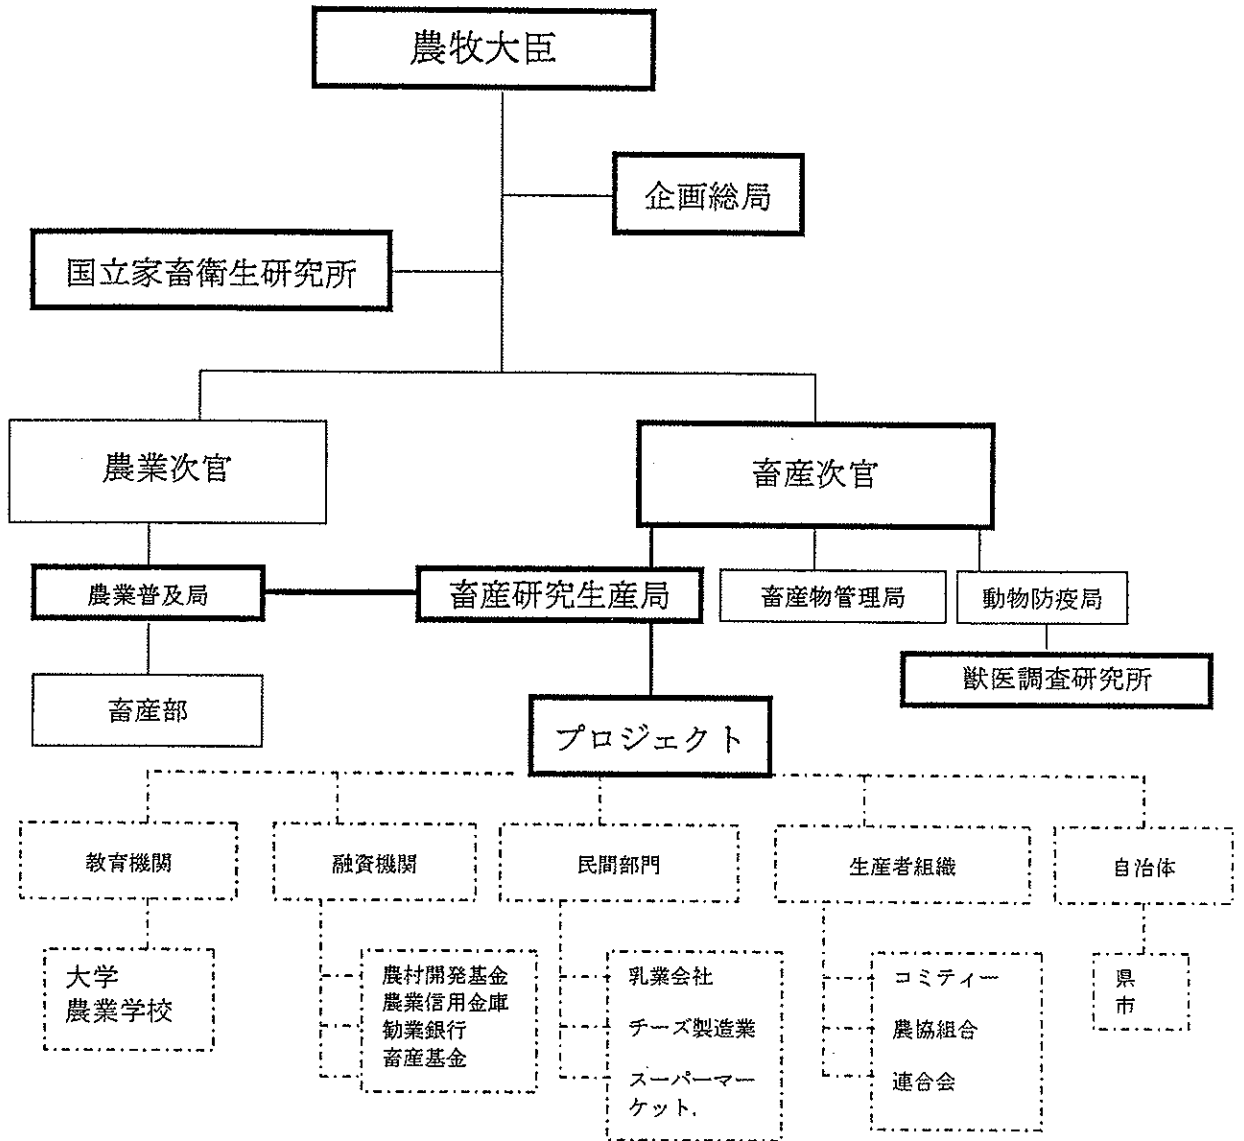 農牧大臣
企画総局
国立家畜衛生研究所
農業次官
畜産次官
農業普及局
畜産研究生産局
畜産物管理局
動物防疫局
獣医調査研究所
畜産部
プロジェクト
教育機関
融資機関
民間部門
生産者組織
自治体
大学
農業学校
農村開発基金
農業信用金庫
勧業銀行
畜産基金
乳業会社
チーズ製造業
スーパーマー
ケット.
コミティー
農協組合
連合会
県
市